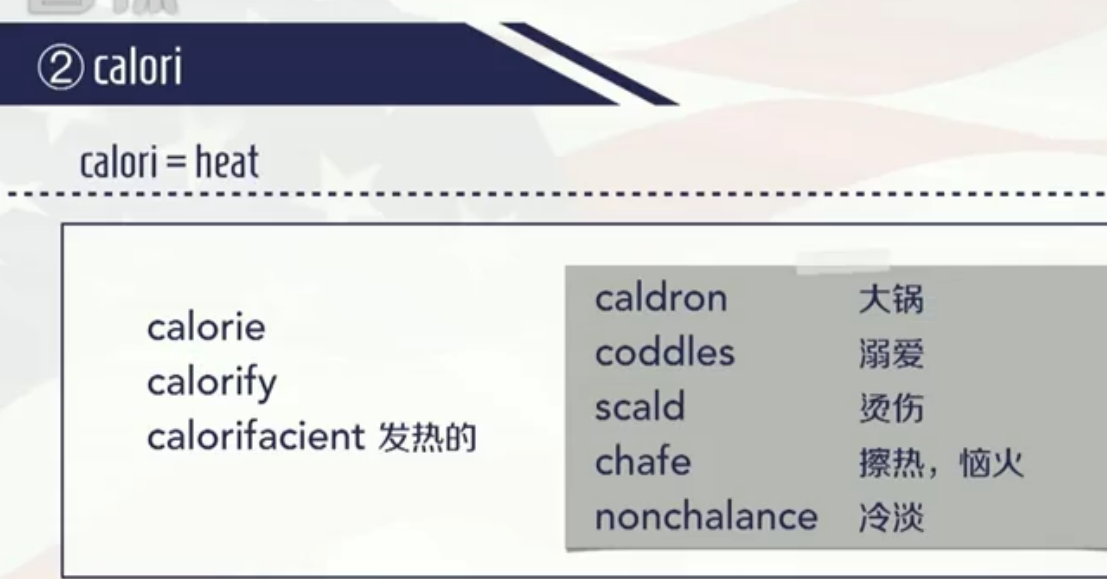 ② calori
calori = heat
calorie
calorify
calorifacient 发热的
caldron 大锅
coddles 溺爱
scald 烫伤
chafe 擦热，恼火
nonchalance 冷淡